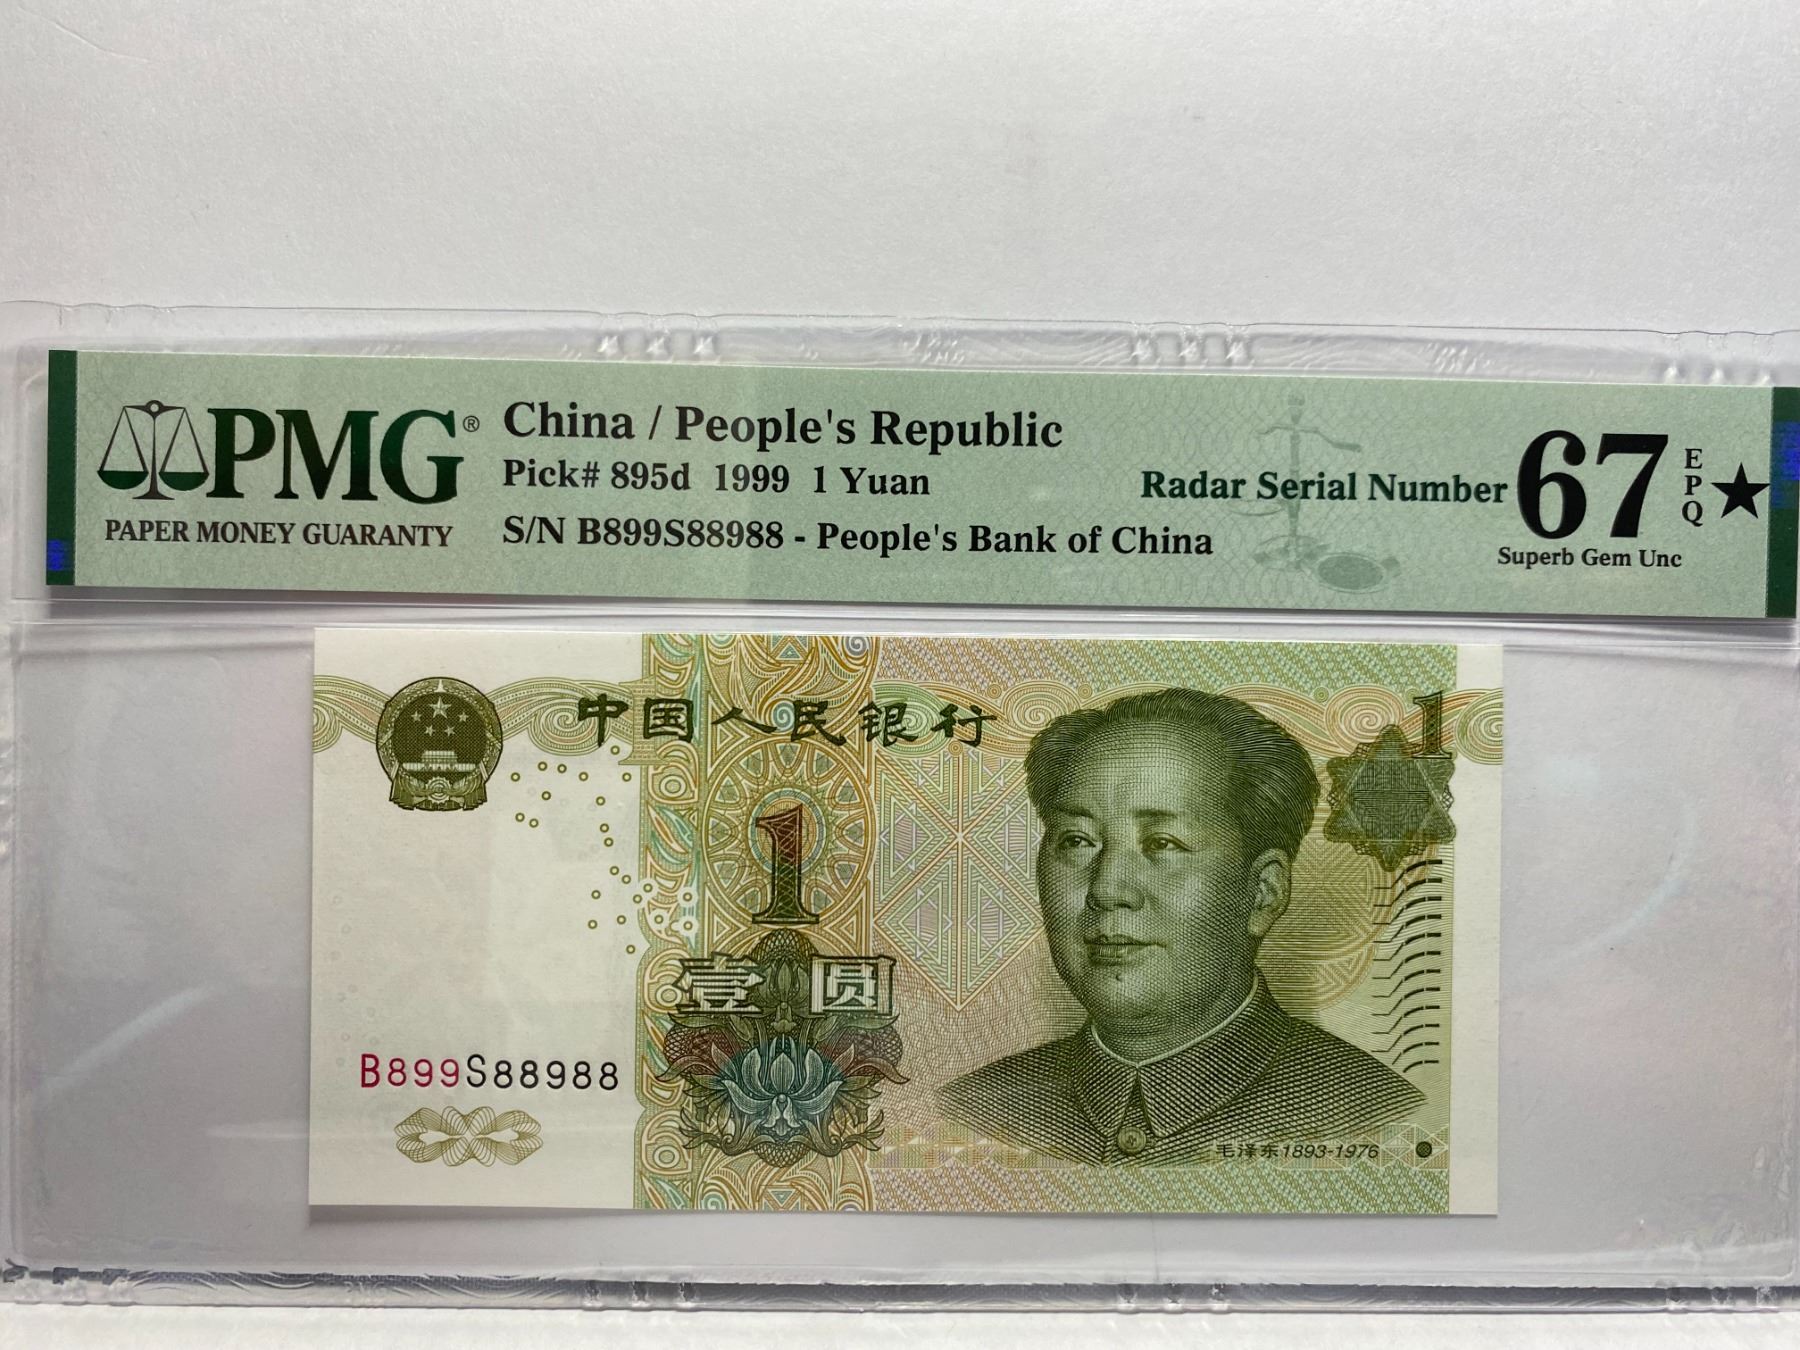 PMG®
PAPER MONEY GUARANTY
China / People's Republic
Pick# 895d 1999 1 Yuan
S/N B899S88988 - People's Bank of China
Radar Serial Number
67
EPQ
★
Superb Gem Unc
中国人民银行
1
1
壹圆
B899S88988
毛泽东1893-1976